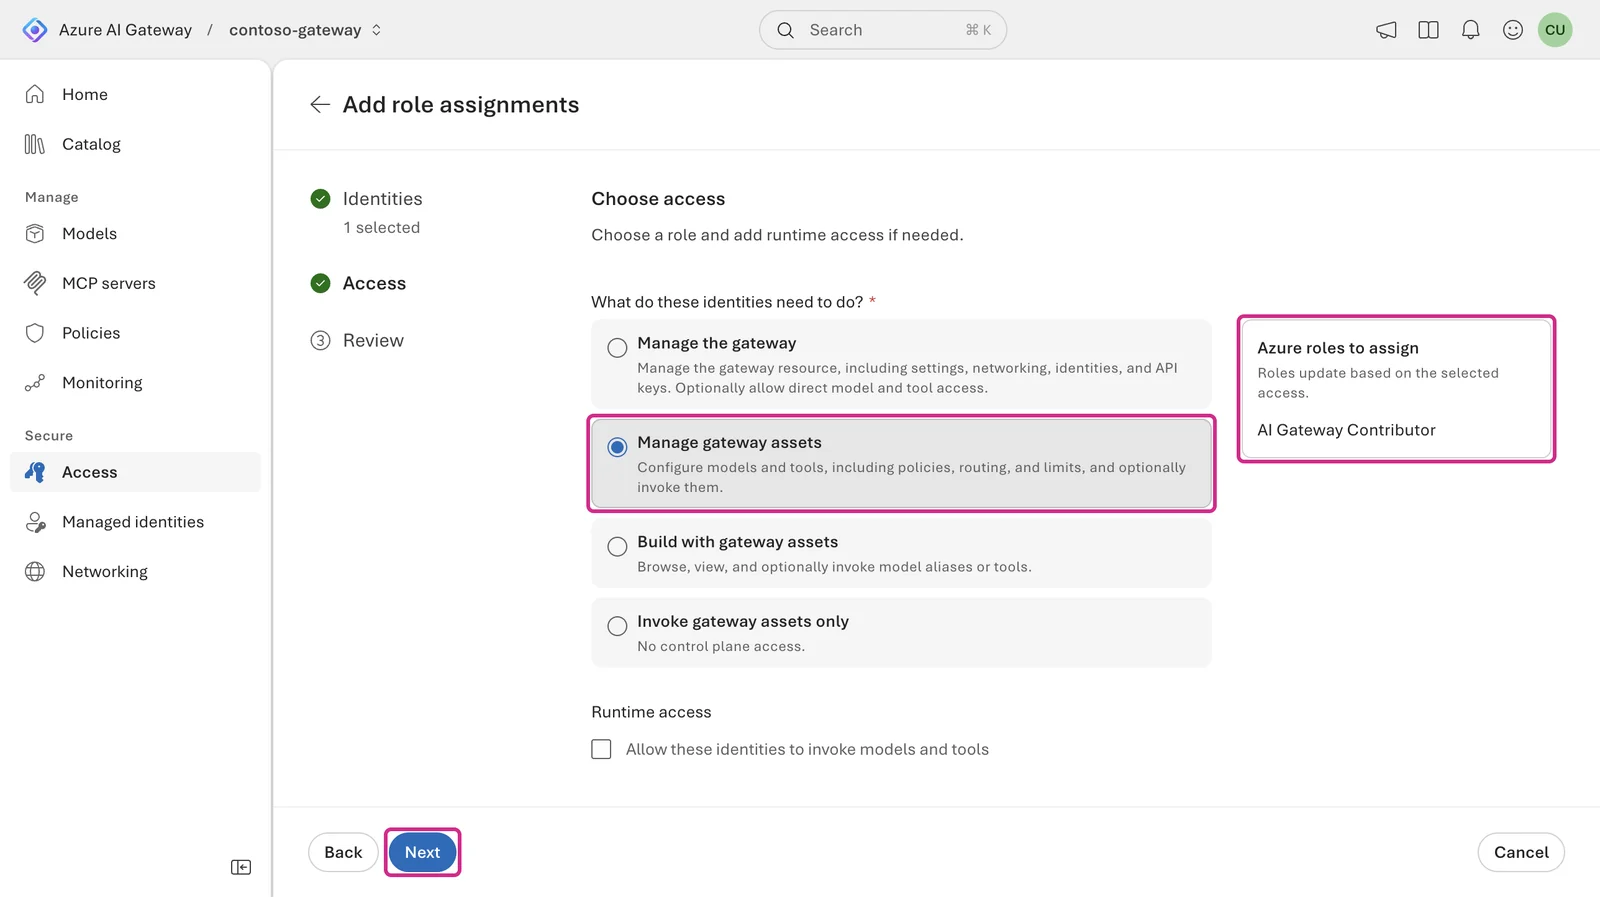 Azure AI Gateway / contoso-gateway
Search ⌘ K
CU
Home
Catalog
Manage
Models
MCP servers
Policies
Monitoring
Secure
Access
Managed identities
Networking
Add role assignments
Identities
1 selected
Access
3 Review
Choose access
Choose a role and add runtime access if needed.
What do these identities need to do? *
Manage the gateway
Manage the gateway resource, including settings, networking, identities, and API
keys. Optionally allow direct model and tool access.
Manage gateway assets
Configure models and tools, including policies, routing, and limits, and optionally
invoke them.
Build with gateway assets
Browse, view, and optionally invoke model aliases or tools.
Invoke gateway assets only
No control plane access.
Runtime access
Allow these identities to invoke models and tools
Azure roles to assign
Roles update based on the selected
access.
AI Gateway Contributor
Back
Next
Cancel